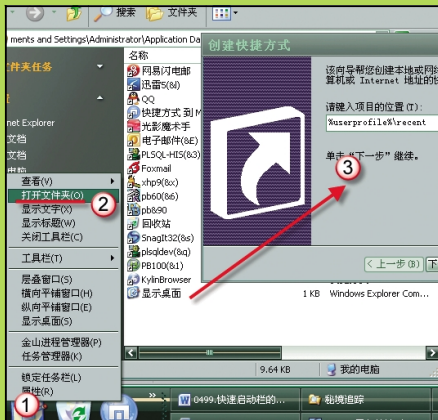 搜索
文件夹
ments and Settings\Administrator\Application Da
创建快捷方式
名称
件夹任务
网易闪电邮
迅雷5(&I)
QQ
快捷方式 到 M
光影魔术手
电子邮件(&E)
PLSQL-HIS(&3)
Foxmail
xhp9(&x)
pb60(&6)
pb&90
回收站
SnagIt32(&s)
plsqldev(&q)
PB100(&1)
KylinBrowser
显示桌面
1 KB Windows Explorer Com...
net Explorer
文档
文档
电脑
该向导帮您创建本地或网络
算机或 Internet 地址的快
请键入项目的位置(T):
%userprofile%\recent
单击“下一步”继续。
3
<上一步(B)
下
查看(V)
打开文件夹(O)
2
显示文字(X)
显示标题(W)
关闭工具栏(C)
工具栏(T)
层叠窗口(S)
横向平铺窗口(H)
纵向平铺窗口(E)
显示桌面(S)
金山进程管理器(P)
任务管理器(K)
锁定任务栏(L)
属性(R)
1
9.64 KB
我的电脑
0499.快速启动栏的...
秘境追踪